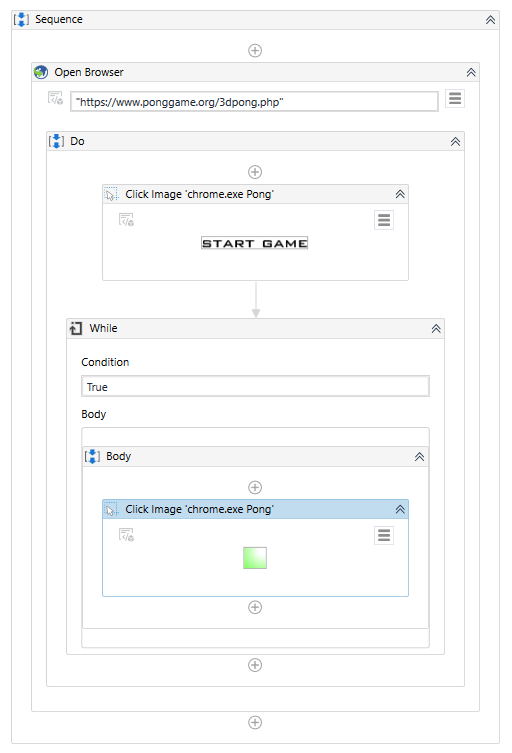 Sequence
Open Browser
"https://www.ponggame.org/3dpong.php"
Do
Click Image 'chrome.exe Pong'
START GAME
While
Condition
True
Body
Body
Click Image 'chrome.exe Pong'